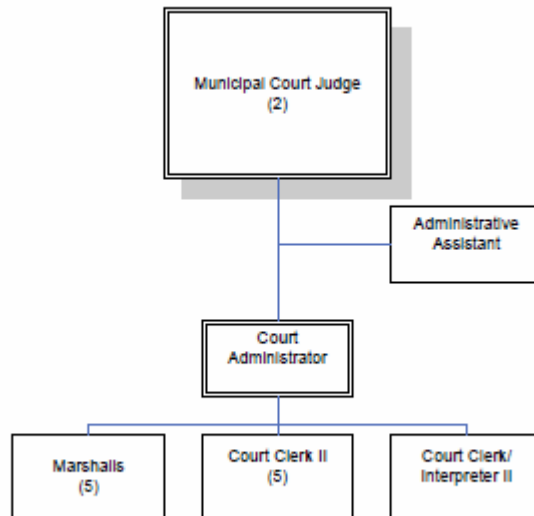 Municipal Court Judge
(2)
Administrative
Assistant
Court
Administrator
Marshalls
(5)
Court Clerk II
(5)
Court Clerk/
Interpreter II